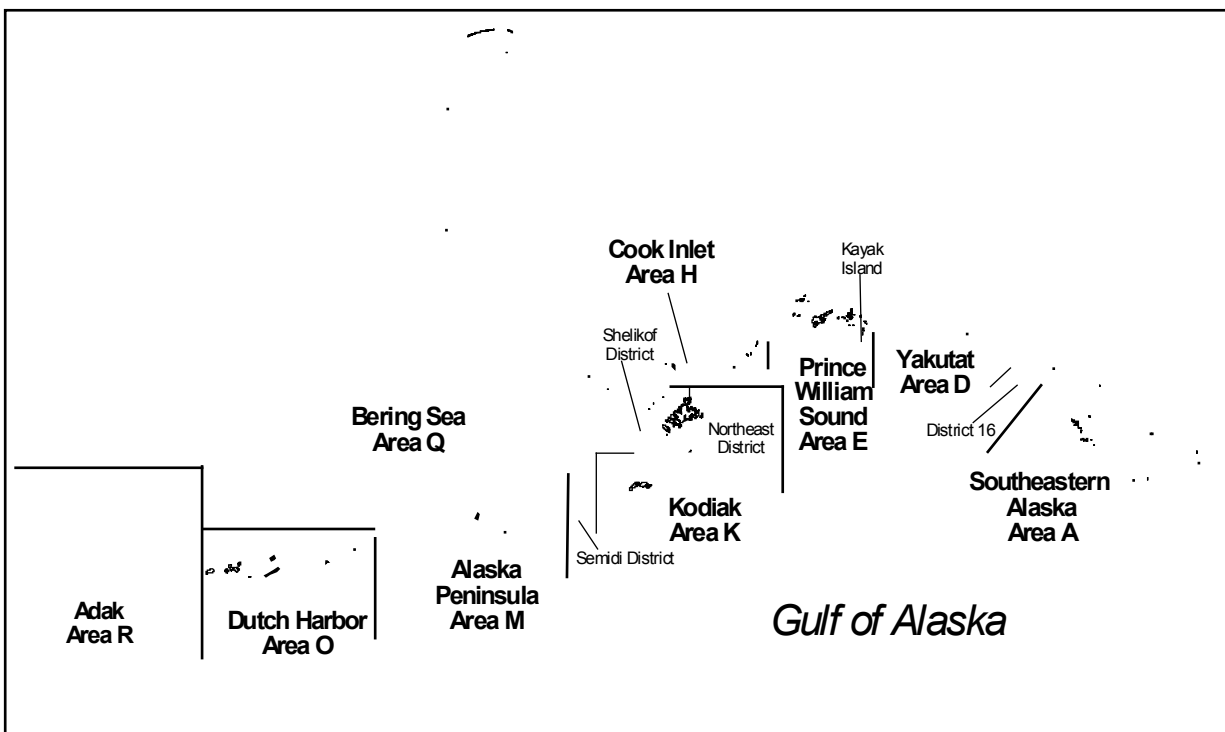 Cook Inlet
Area H
Kayak
Island
Shelikof
District
Prince
William
Sound
Area E
Yakutat
Area D
Bering Sea
Area Q
Northeast
District
District 16
Southeastern
Alaska
Area A
Kodiak
Area K
Semidi District
Alaska
Peninsula
Area M
Adak
Area R
Dutch Harbor
Area O
Gulf of Alaska